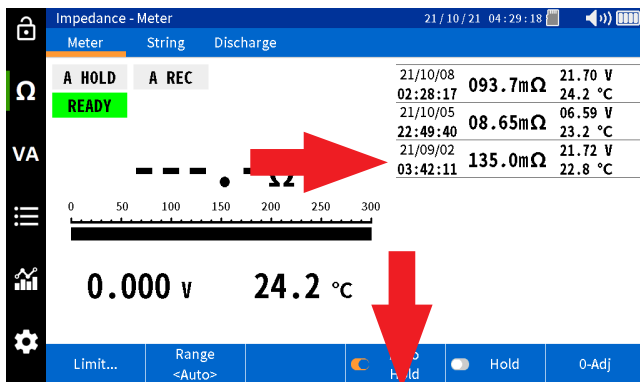 Impedance - Meter 21/10/21 04:29:18
Meter String Discharge
Ω
VA
A HOLD A REC
READY
---.-
0 50 100 150 200 250 300
0.000 V 24.2 °C
21/10/08
02:28:17 093.7mΩ 21.70 V
24.2 °C
21/10/05
22:49:40 08.65mΩ 06.59 V
23.2 °C
21/09/02
03:42:11 135.0mΩ 21.72 V
22.8 °C
Limit...
Range
<Auto>
Hold
Hold
0-Adj